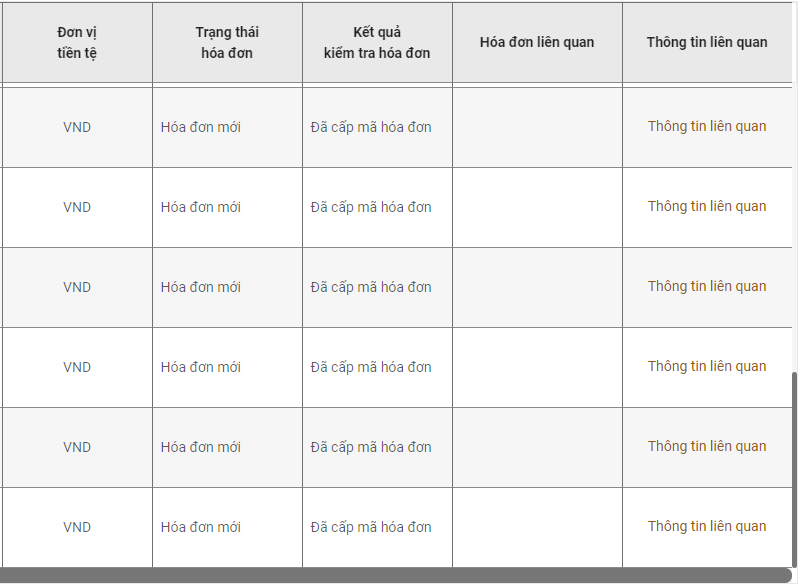 Đơn vị
tiền tệ
Trạng thái
hóa đơn
Kết quả
kiểm tra hóa đơn
Hóa đơn liên quan
Thông tin liên quan
VND
Hóa đơn mới
Đã cấp mã hóa đơn
Thông tin liên quan
VND
Hóa đơn mới
Đã cấp mã hóa đơn
Thông tin liên quan
VND
Hóa đơn mới
Đã cấp mã hóa đơn
Thông tin liên quan
VND
Hóa đơn mới
Đã cấp mã hóa đơn
Thông tin liên quan
VND
Hóa đơn mới
Đã cấp mã hóa đơn
Thông tin liên quan
VND
Hóa đơn mới
Đã cấp mã hóa đơn
Thông tin liên quan